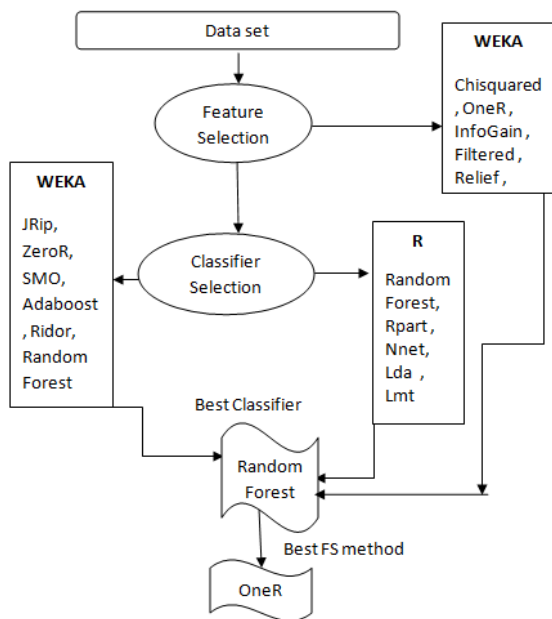 Data set
WEKA
Chisquared
, OneR,
InfoGain,
Filtered,
Relief,
Feature
Selection
WEKA
JRip,
ZeroR,
SMO,
Adaboost
, Ridor,
Random
Forest
Classifier
Selection
R
Random
Forest,
Rpart,
Nnet,
Lda ,
Lmt
Best Classifier
Random
Forest
Best FS method
OneR